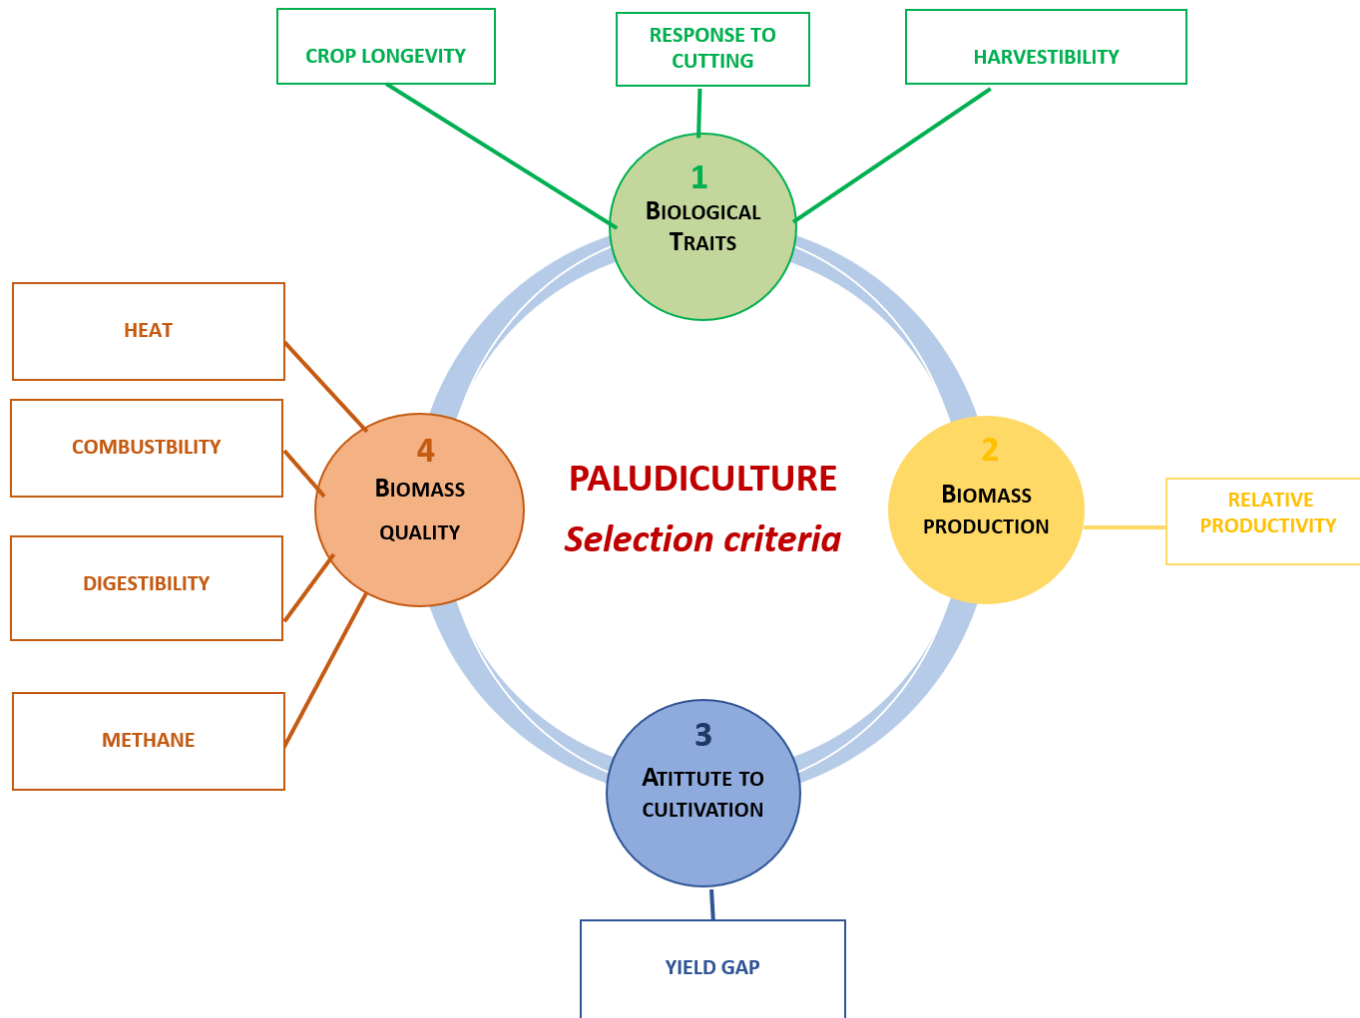 CROP LONGEVITY
RESPONSE TO
CUTTING
HARVESTIBILITY
1
BIOLOGICAL
TRAITS
HEAT
COMBUSTBILITY
DIGESTIBILITY
METHANE
4
BIOMASS
QUALITY
PALUDICULTURE
Selection criteria
2
BIOMASS
PRODUCTION
RELATIVE
PRODUCTIVITY
3
ATITTUTE TO
CULTIVATION
YIELD GAP